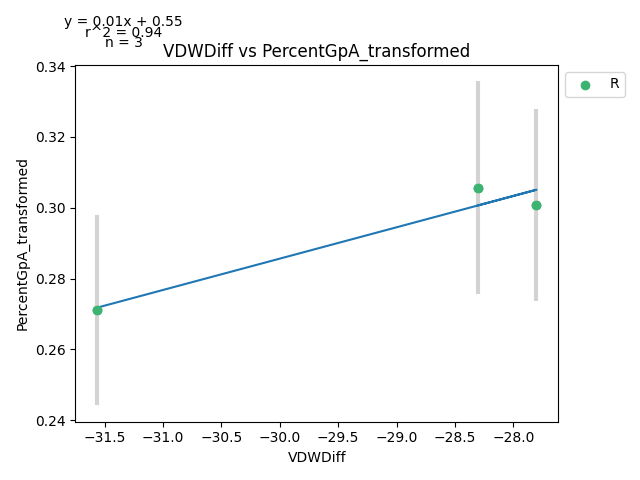 y = 0.01x + 0.55
r^2 = 0.94
n = 3
VDWDiff vs PercentGpA_transformed
R
0.34
0.32
0.30
0.28
0.26
0.24
PercentGpA_transformed
−31.5 −31.0 −30.5 −30.0 −29.5 −29.0 −28.5 −28.0
VDWDiff